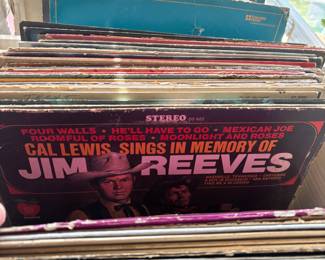 STEREO
FOUR WALLS • HE'LL HAVE TO GO • MEXICAN JOE
ROOMFUL OF ROSES • MOONLIGHT AND ROSES
CAL LEWIS SINGS IN MEMORY OF
JIM REEVES